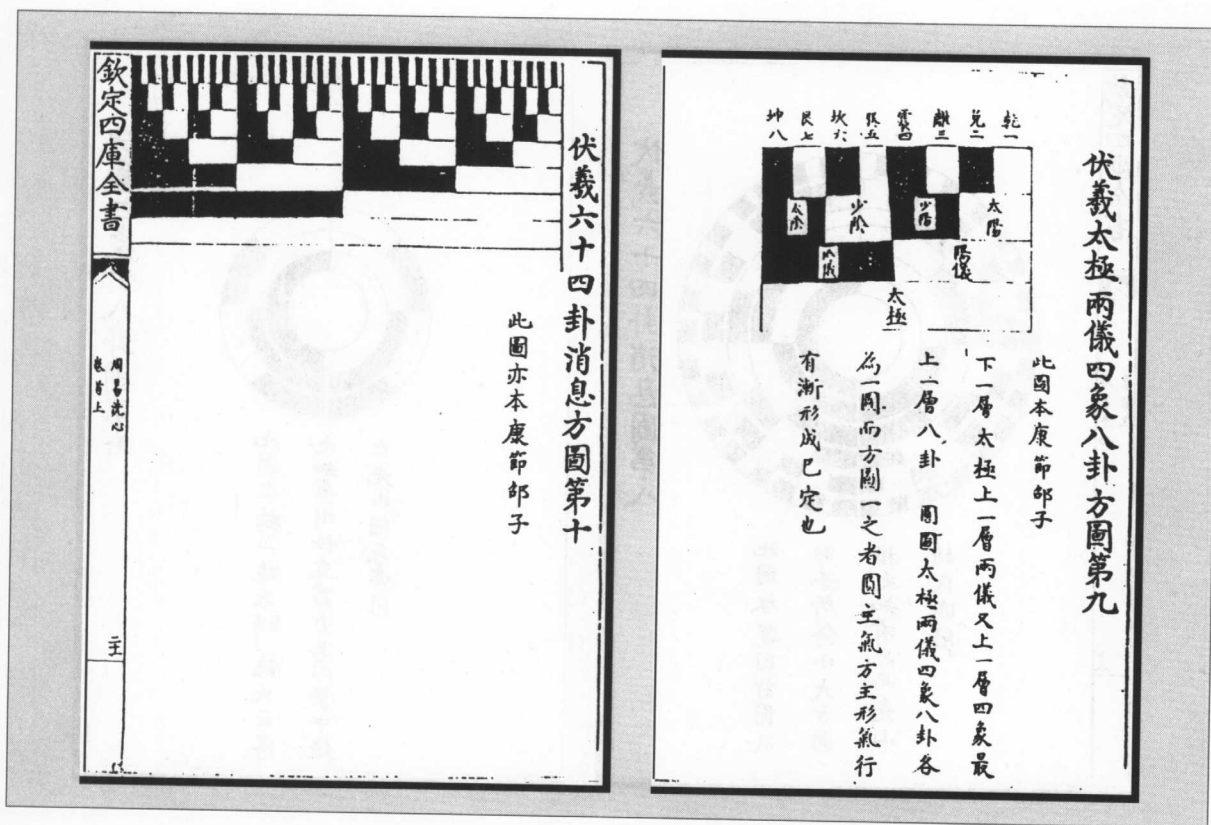 伏羲太極兩儀四象八卦方圖第九
此圖本康節邵子
下一層太極上一層兩儀又上一層四象最
上一層八卦　圓圖太極兩儀四象八卦各
為一圖而方圖一之者圓主氣方主形氣行
有漸形成已定也
乾一
兌二
離三
震四
巽五
坎六
艮七
坤八
太陽
少陽
少陰
太陰
陽儀
陰儀
太極
伏羲六十四卦消息方圖第十
此圖亦本康節邵子
欽定四庫全書
周易洗心
卷首上